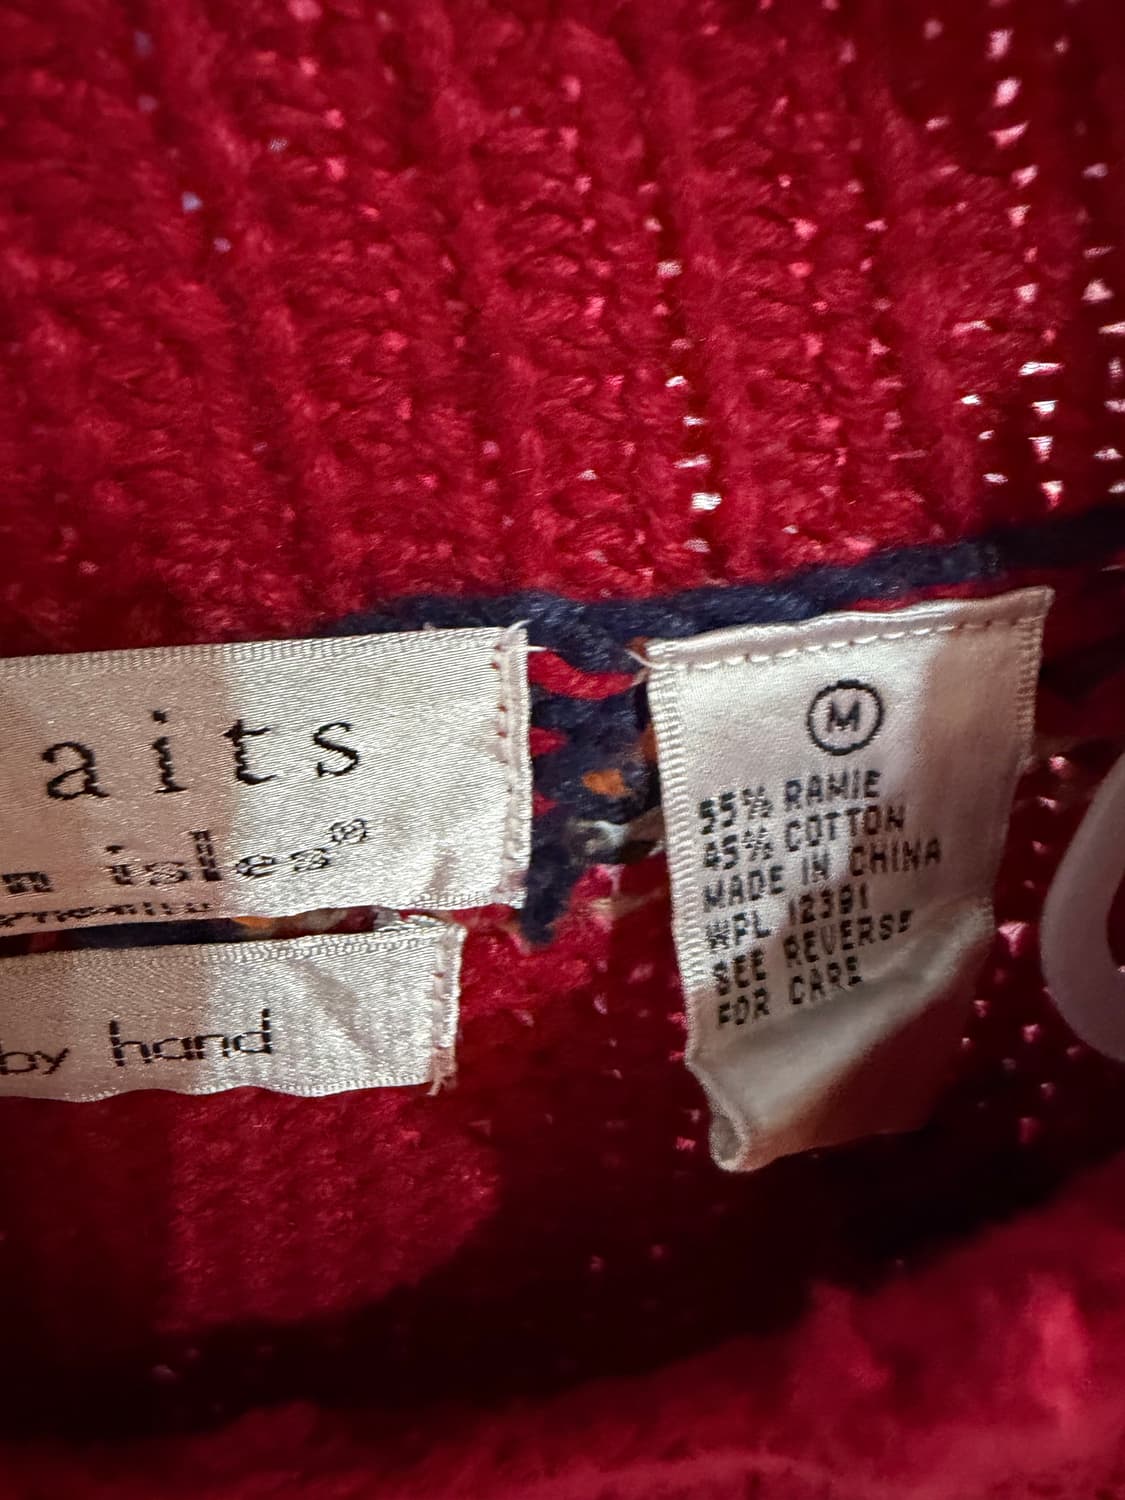 aits
n isles®
by hand
M
55% RAMIE
45% COTTON
MADE IN CHINA
WPL 12391
SEE REVERSE
FOR CARE